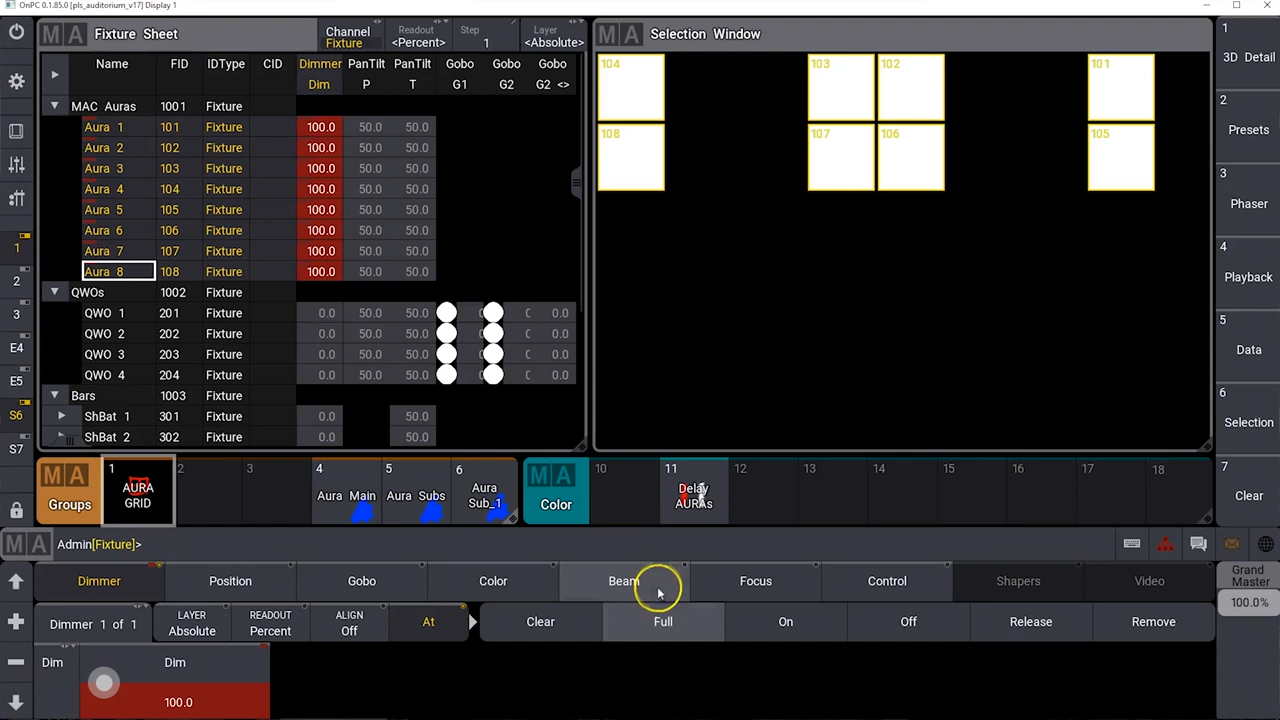 OnPC 0.1.85.0 [pls_auditorium_v17] Display 1
MA Fixture Sheet
Channel
Fixture
Readout
<Percent>
Step
1
Layer
<Absolute>
Name FID IDType CID Dimmer PanTilt PanTilt Gobo Gobo Gobo
Dim P T G1 G2 G2 <>
MAC Auras 1001 Fixture
Aura 1 101 Fixture 100.0 50.0 50.0
Aura 2 102 Fixture 100.0 50.0 50.0
Aura 3 103 Fixture 100.0 50.0 50.0
Aura 4 104 Fixture 100.0 50.0 50.0
Aura 5 105 Fixture 100.0 50.0 50.0
Aura 6 106 Fixture 100.0 50.0 50.0
Aura 7 107 Fixture 100.0 50.0 50.0
Aura 8 108 Fixture 100.0 50.0 50.0
QWOs 1002 Fixture
QWO 1 201 Fixture 0.0 50.0 50.0 0.0
QWO 2 202 Fixture 0.0 50.0 50.0 0.0
QWO 3 203 Fixture 0.0 50.0 50.0 0.0
QWO 4 204 Fixture 0.0 50.0 50.0 0.0
Bars 1003 Fixture
ShBat 1 301 Fixture 0.0 50.0
ShBat 2 302 Fixture 0.0 50.0
MA Selection Window
104 103 102 101
108 107 106 105
1
3D Detail
2
Presets
3
Phaser
4
Playback
5
Data
6
Selection
7
Clear
1
2
3
E4
E5
S6
S7
MA
Groups
1
AURA
GRID
2
3
4
Aura Main
5
Aura Subs
6
Aura
Sub_1
MA
Color
10
11
Delay
AURAs
12
13
14
15
16
17
18
MA Admin[Fixture]>
Dimmer Position Gobo Color Beam Focus Control Shapers Video
Grand
Master
100.0%
Dimmer 1 of 1
LAYER
Absolute
READOUT
Percent
ALIGN
Off
At
Clear Full On Off Release Remove
Dim Dim
100.0